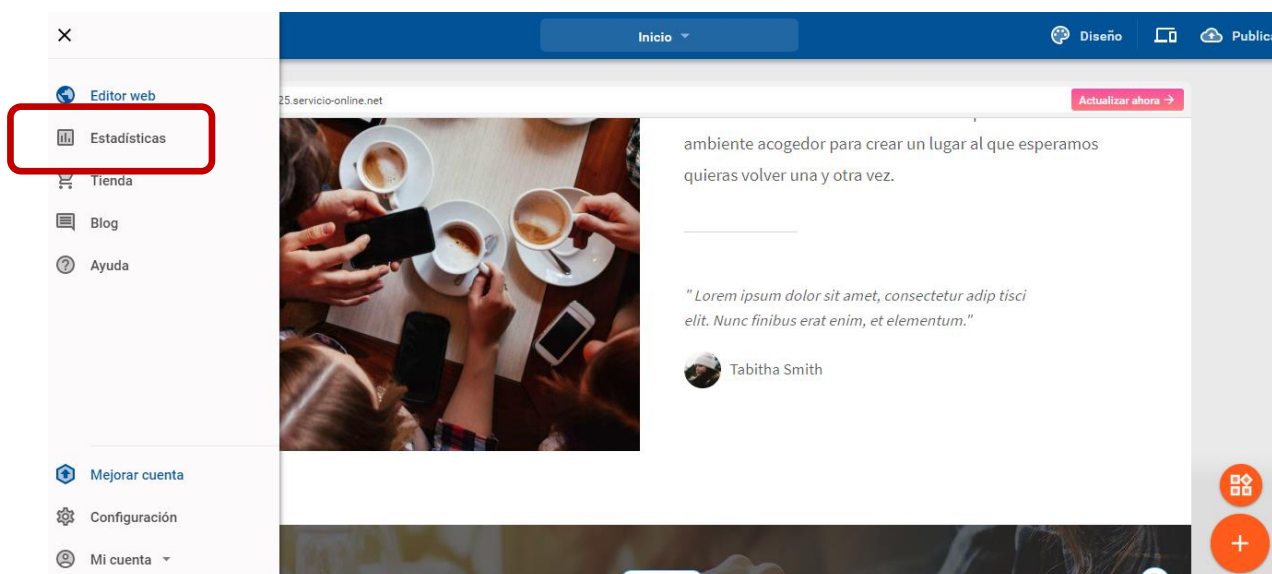 Inicio
Diseño
Editor web
25.servicio-online.net
Actualizar ahora →
Estadísticas
ambiente acogedor para crear un lugar al que esperamos
quieras volver una y otra vez.
Tienda
Blog
Ayuda
" Lorem ipsum dolor sit amet, consectetur adip tisci
elit. Nunc finibus erat enim, et elementum."
Tabitha Smith
Mejorar cuenta
Configuración
Mi cuenta